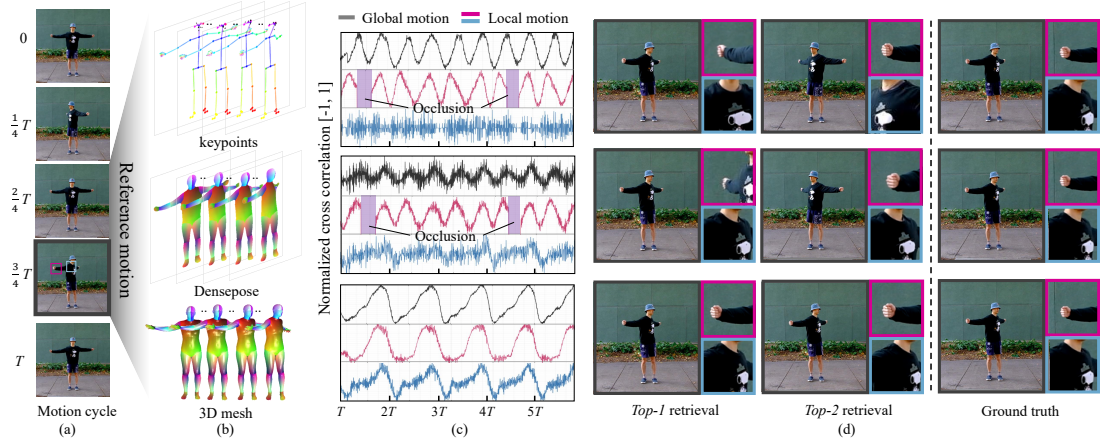 0
1/4 T
2/4 T
3/4 T
T
Motion cycle
(a)
Reference motion
keypoints
Densepose
3D mesh
(b)
Global motion
Local motion
Normalized cross correlation [-1, 1]
Occlusion
Occlusion
T 2T 3T 4T 5T
(c)
Top-1 retrieval
Top-2 retrieval
Ground truth
(d)